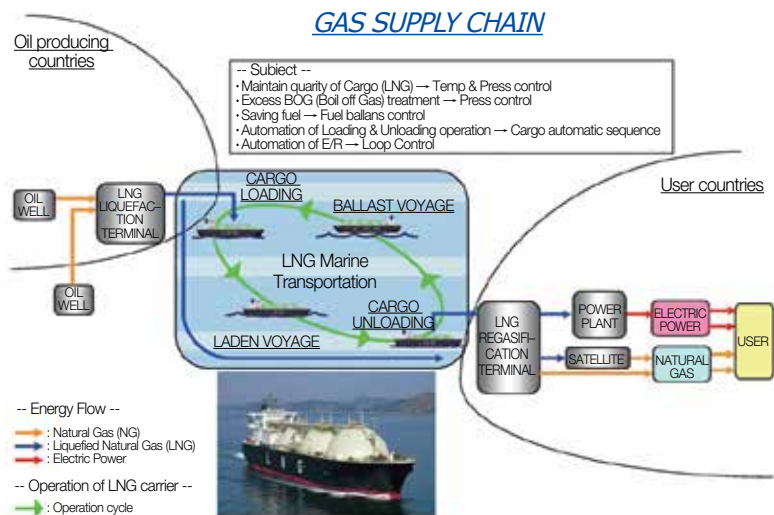 GAS SUPPLY CHAIN
Oil producing
countries
-- Subiect --
・Maintain quarity of Cargo (LNG) → Temp & Press control
・Excess BOG (Boil off Gas) treatment → Press control
・Saving fuel → Fuel ballans control
・Automation of Loading & Unloading operation → Cargo automatic sequence
・Automation of E/R → Loop Control
User countries
OIL
WELL
LNG
LIQUEFAC-
TION
TERMINAL
OIL
WELL
CARGO
LOADING
BALLAST VOYAGE
LNG Marine
Transportation
LADEN VOYAGE
CARGO
UNLOADING
LNG
REGASIFI-
CATION
TERMINAL
POWER
PLANT
ELECTRIC
POWER
SATELLITE
NATURAL
GAS
USER
LNG
-- Energy Flow --
: Natural Gas (NG)
: Liquefied Natural Gas (LNG)
: Electric Power
-- Operation of LNG carrier --
: Operation cycle